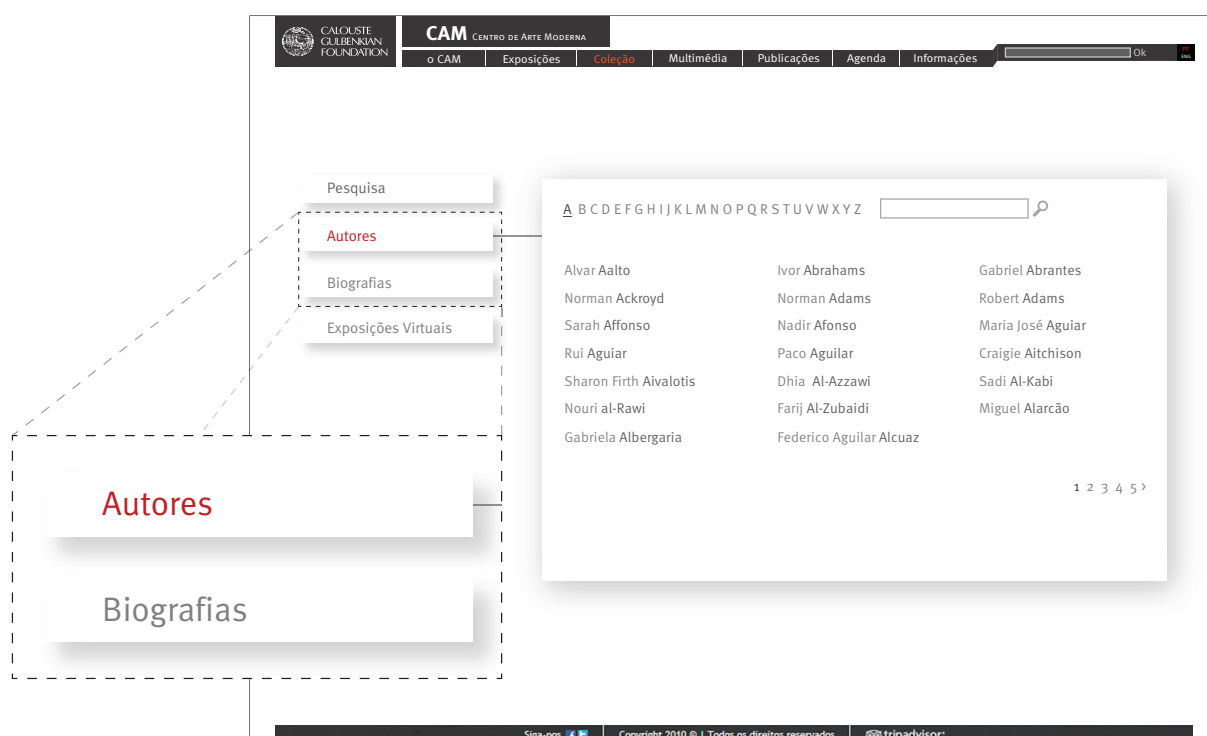 CALOUSTE
GULBENKIAN
FOUNDATION
CAM CENTRO DE ARTE MODERNA
o CAM Exposições Coleção Multimédia Publicações Agenda Informações Ok PT
ENG
Pesquisa
Autores
Biografias
Exposições Virtuais
A B C D E F G H I J K L M N O P Q R S T U V W X Y Z
Alvar Aalto Ivor Abrahams Gabriel Abrantes
Norman Ackroyd Norman Adams Robert Adams
Sarah Affonso Nadir Afonso Maria José Aguiar
Rui Aguiar Paco Aguilar Craigie Aitchison
Sharon Firth Aivalotis Dhia Al-Azzawi Sadi Al-Kabi
Nouri al-Rawi Farij Al-Zubaidi Miguel Alarcão
Gabriela Albergaria Federico Aguilar Alcuaz
1 2 3 4 5 >
Autores
Biografias
Siga-nos Copyright 2010 © | Todos os direitos reservados tripadvisor: